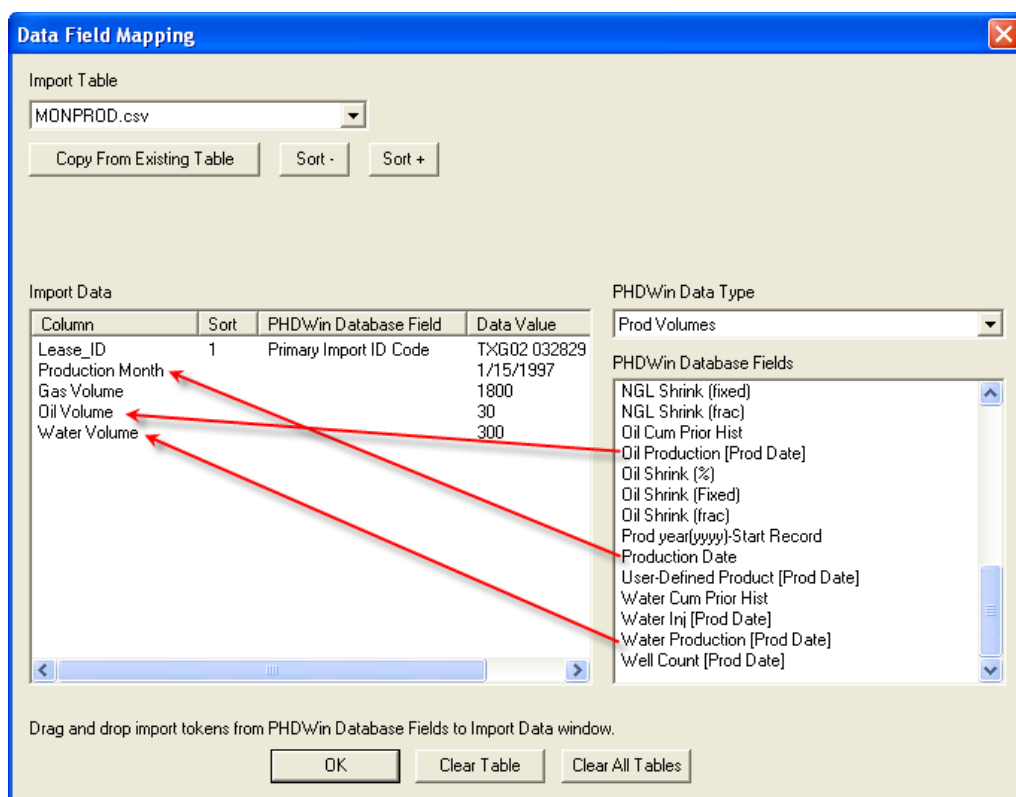 Data Field Mapping
Import Table
MONPROD.csv
Copy From Existing Table Sort - Sort +
Import Data
Column Sort PHDWin Database Field Data Value
Lease_ID 1 Primary Import ID Code TXG02 032829
Production Month 1/15/1997
Gas Volume 1800
Oil Volume 30
Water Volume 300
PHDWin Data Type
Prod Volumes
PHDWin Database Fields
NGL Shrink (fixed)
NGL Shrink (frac)
Oil Cum Prior Hist
Oil Production [Prod Date]
Oil Shrink (%)
Oil Shrink (Fixed)
Oil Shrink (frac)
Prod year(yyyy)-Start Record
Production Date
User-Defined Product [Prod Date]
Water Cum Prior Hist
Water Inj [Prod Date]
Water Production [Prod Date]
Well Count [Prod Date]
Drag and drop import tokens from PHDWin Database Fields to Import Data window.
OK Clear Table Clear All Tables